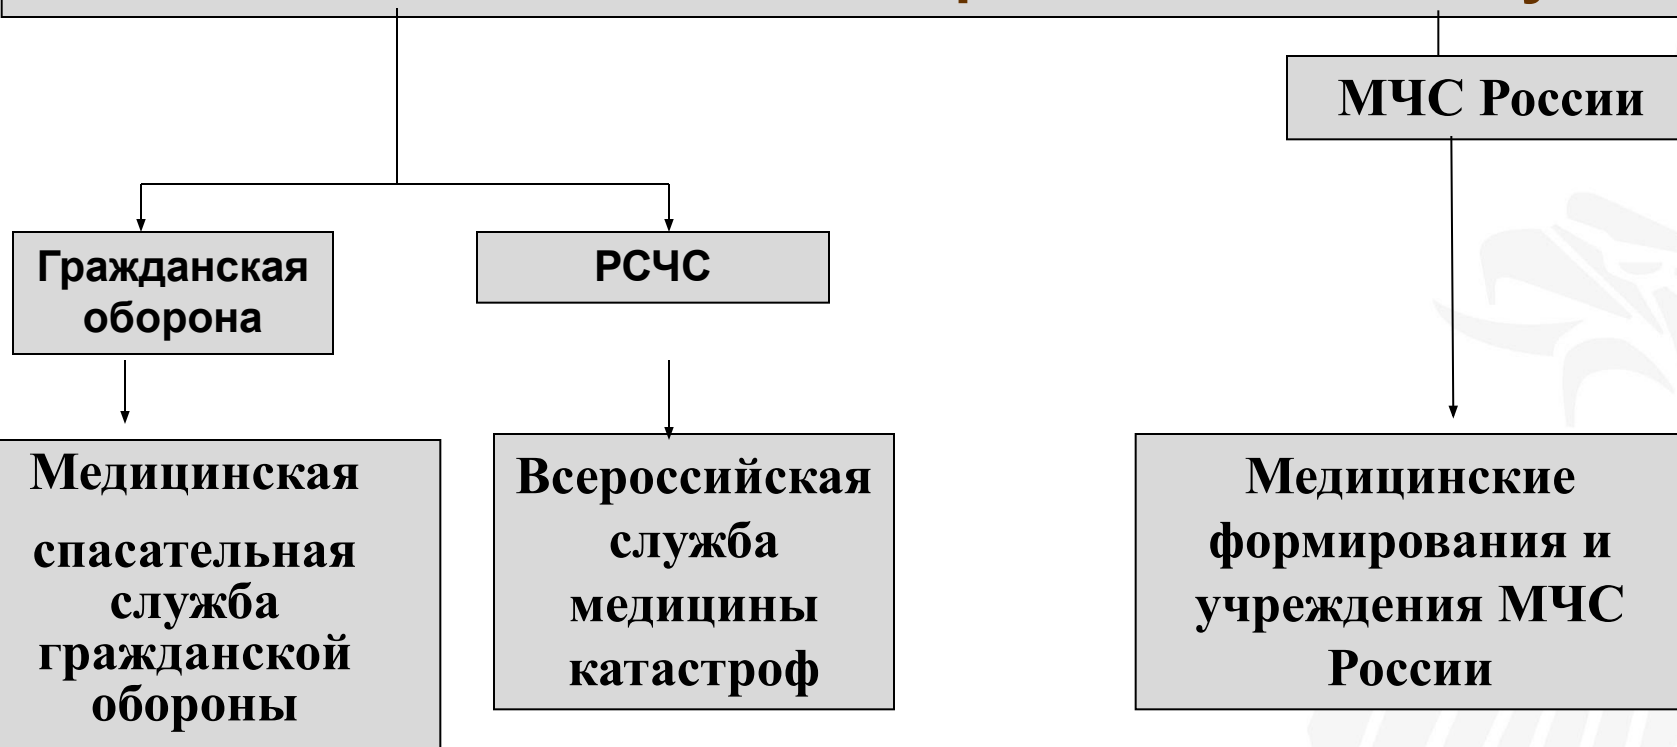 МЧС России
Гражданская
оборона
РСЧС
Медицинская
спасательная
служба
гражданской
обороны
Всероссийская
служба
медицины
катастроф
Медицинские
формирования и
учреждения МЧС
России